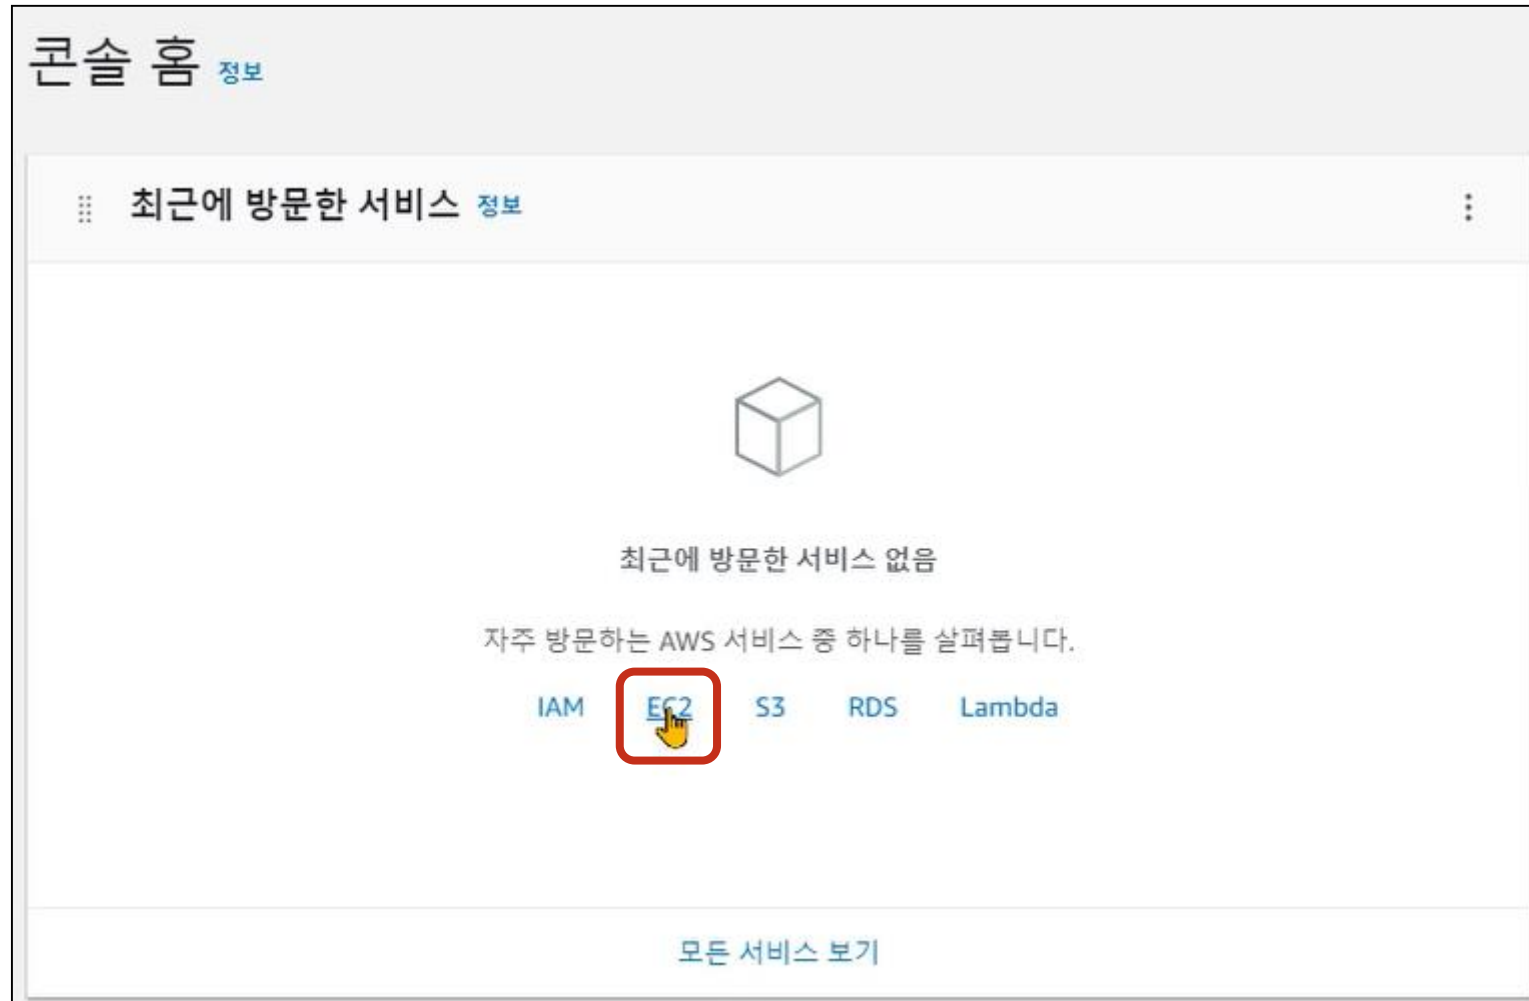 콘솔 홈 정보
최근에 방문한 서비스 정보
최근에 방문한 서비스 없음
자주 방문하는 AWS 서비스 중 하나를 살펴봅니다.
IAM EC2 S3 RDS Lambda
모든 서비스 보기